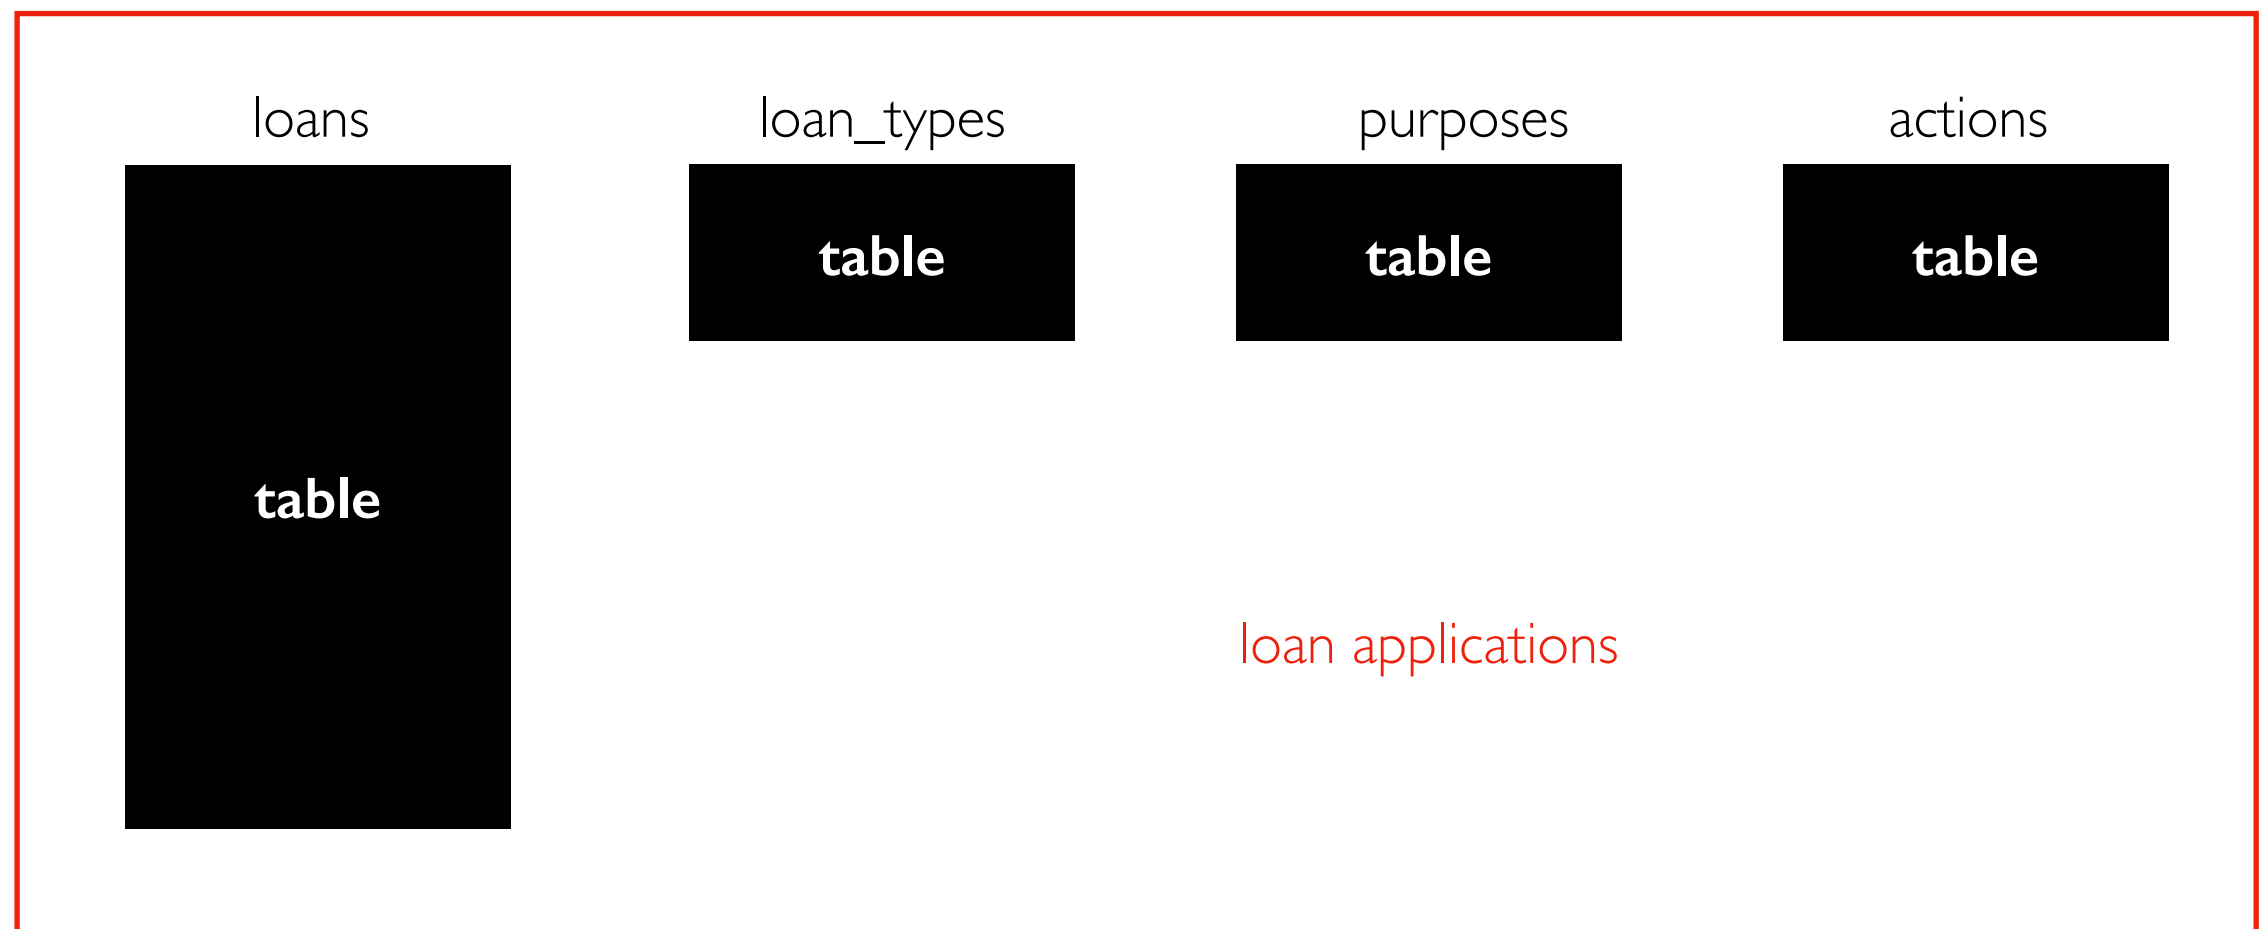 loans loan_types purposes actions
table table table
table
loan applications